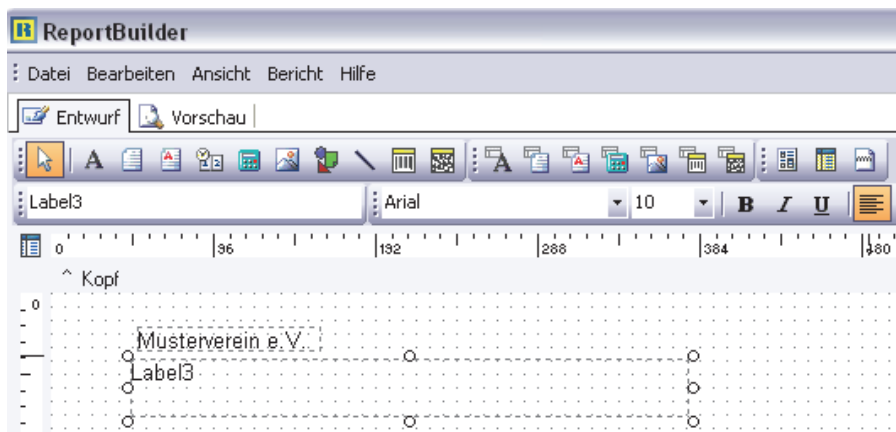 ReportBuilder
Datei Bearbeiten Ansicht Bericht Hilfe
Entwurf Vorschau
Label3 Arial 10 B I U
0 96 192 288 384 480
^ Kopf
0
Musterverein e.V.
Label3